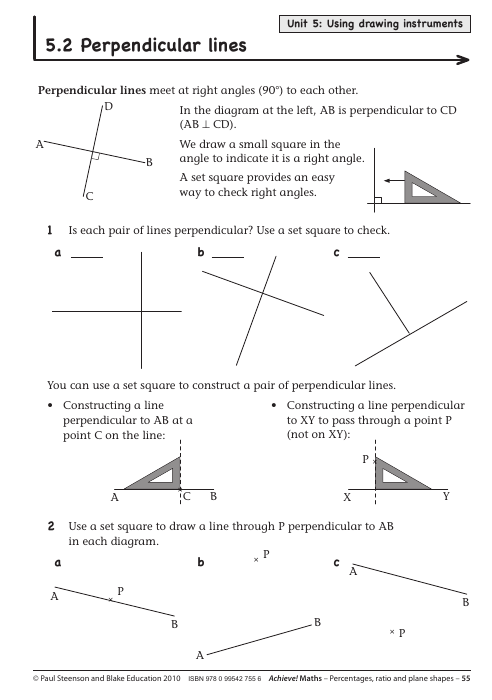 Unit 5: Using drawing instruments
5.2 Perpendicular lines
Perpendicular lines meet at right angles (90°) to each other.
D
A
B
C
In the diagram at the left, AB is perpendicular to CD
(AB ⊥ CD).
We draw a small square in the
angle to indicate it is a right angle.
A set square provides an easy
way to check right angles.
1 Is each pair of lines perpendicular? Use a set square to check.
a ____ b ____ c ____
You can use a set square to construct a pair of perpendicular lines.
• Constructing a line
perpendicular to AB at a
point C on the line:
A C B
• Constructing a line perpendicular
to XY to pass through a point P
(not on XY):
P
X Y
2 Use a set square to draw a line through P perpendicular to AB
in each diagram.
a
A
P
B
b
P
B
A
c
A
B
P
© Paul Steenson and Blake Education 2010 ISBN 978 0 99542 755 6 Achieve! Maths – Percentages, ratio and plane shapes – 55